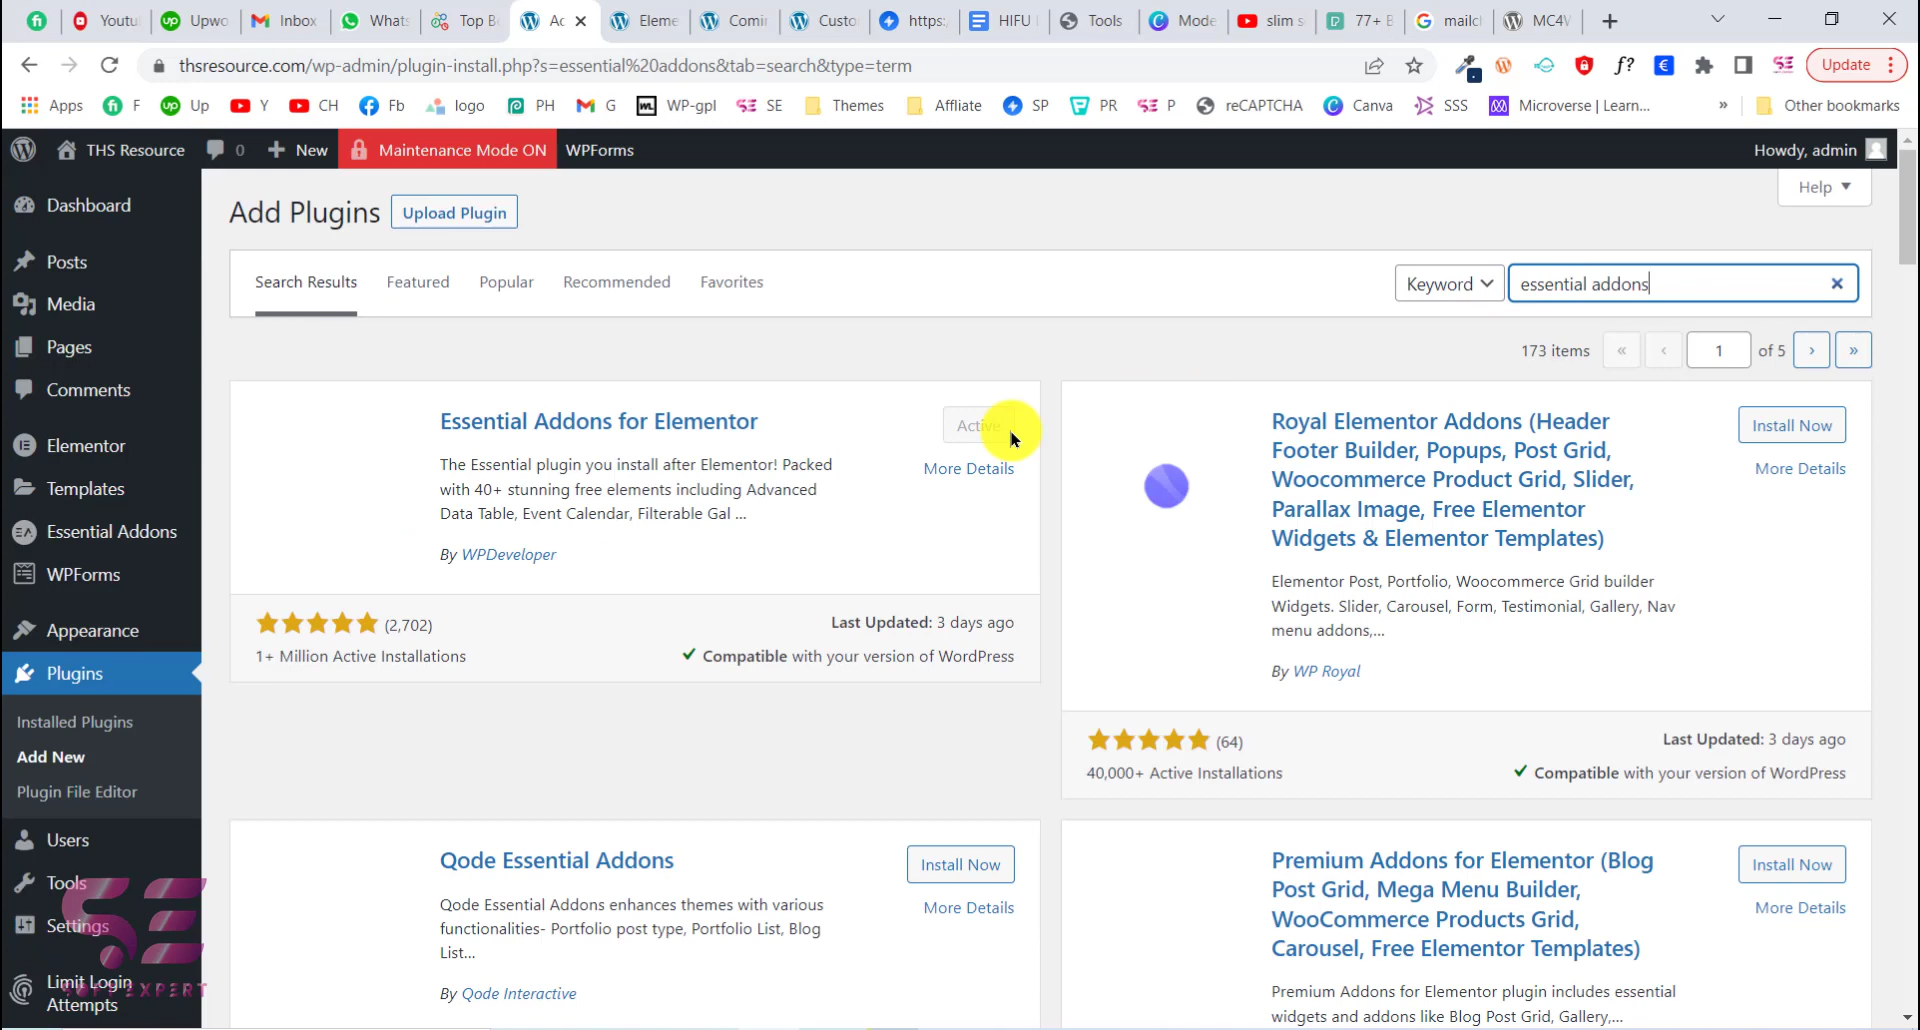 Youtu
Upwo
Inbox
Whats
Top Be
Ac
Eleme
Comin
Custo
https:
HIFU
Tools
Mode
slim s
77+ B
mailc
MC4V
thsresource.com/wp-admin/plugin-install.php?s=essential%20addons&tab=search&type=term
f?
Update
Apps
F
Up
Y
CH
Fb
logo
PH
G
WP-gpl
SE
Themes
Affliate
SP
PR
P
reCAPTCHA
Canva
SSS
Microverse | Learn...
»
Other bookmarks
THS Resource
0
New
Maintenance Mode ON
WPForms
Howdy, admin
Help
Dashboard
Posts
Media
Pages
Comments
Elementor
Templates
Essential Addons
WPForms
Appearance
Plugins
Installed Plugins
Add New
Plugin File Editor
Users
Tools
Settings
Limit Login
Attempts
SOFT EXPERT
Add Plugins
Upload Plugin
Search Results
Featured
Popular
Recommended
Favorites
Keyword
essential addons
173 items
«
‹
1
of 5
›
»
Essential Addons for Elementor
Active
More Details
The Essential plugin you install after Elementor! Packed
with 40+ stunning free elements including Advanced
Data Table, Event Calendar, Filterable Gal ...
By WPDeveloper
(2,702)
1+ Million Active Installations
Last Updated: 3 days ago
Compatible with your version of WordPress
Royal Elementor Addons (Header
Footer Builder, Popups, Post Grid,
Woocommerce Product Grid, Slider,
Parallax Image, Free Elementor
Widgets & Elementor Templates)
Install Now
More Details
Elementor Post, Portfolio, Woocommerce Grid builder
Widgets. Slider, Carousel, Form, Testimonial, Gallery, Nav
menu addons,...
By WP Royal
(64)
40,000+ Active Installations
Last Updated: 3 days ago
Compatible with your version of WordPress
Qode Essential Addons
Install Now
More Details
Qode Essential Addons enhances themes with various
functionalities- Portfolio post type, Portfolio List, Blog
List...
By Qode Interactive
Premium Addons for Elementor (Blog
Post Grid, Mega Menu Builder,
WooCommerce Products Grid,
Carousel, Free Elementor Templates)
Install Now
More Details
Premium Addons for Elementor plugin includes essential
widgets and addons like Blog Post Grid, Gallery,...